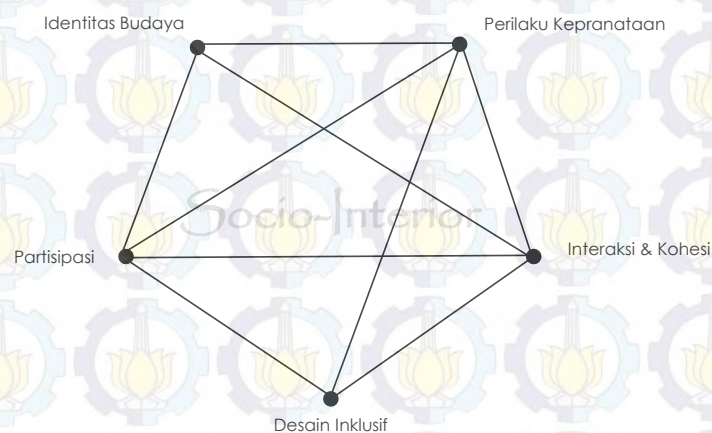 Identitas Budaya
Perilaku Kepranataan
Socio-Interior
Partisipasi
Interaksi & Kohesi
Desain Inklusif